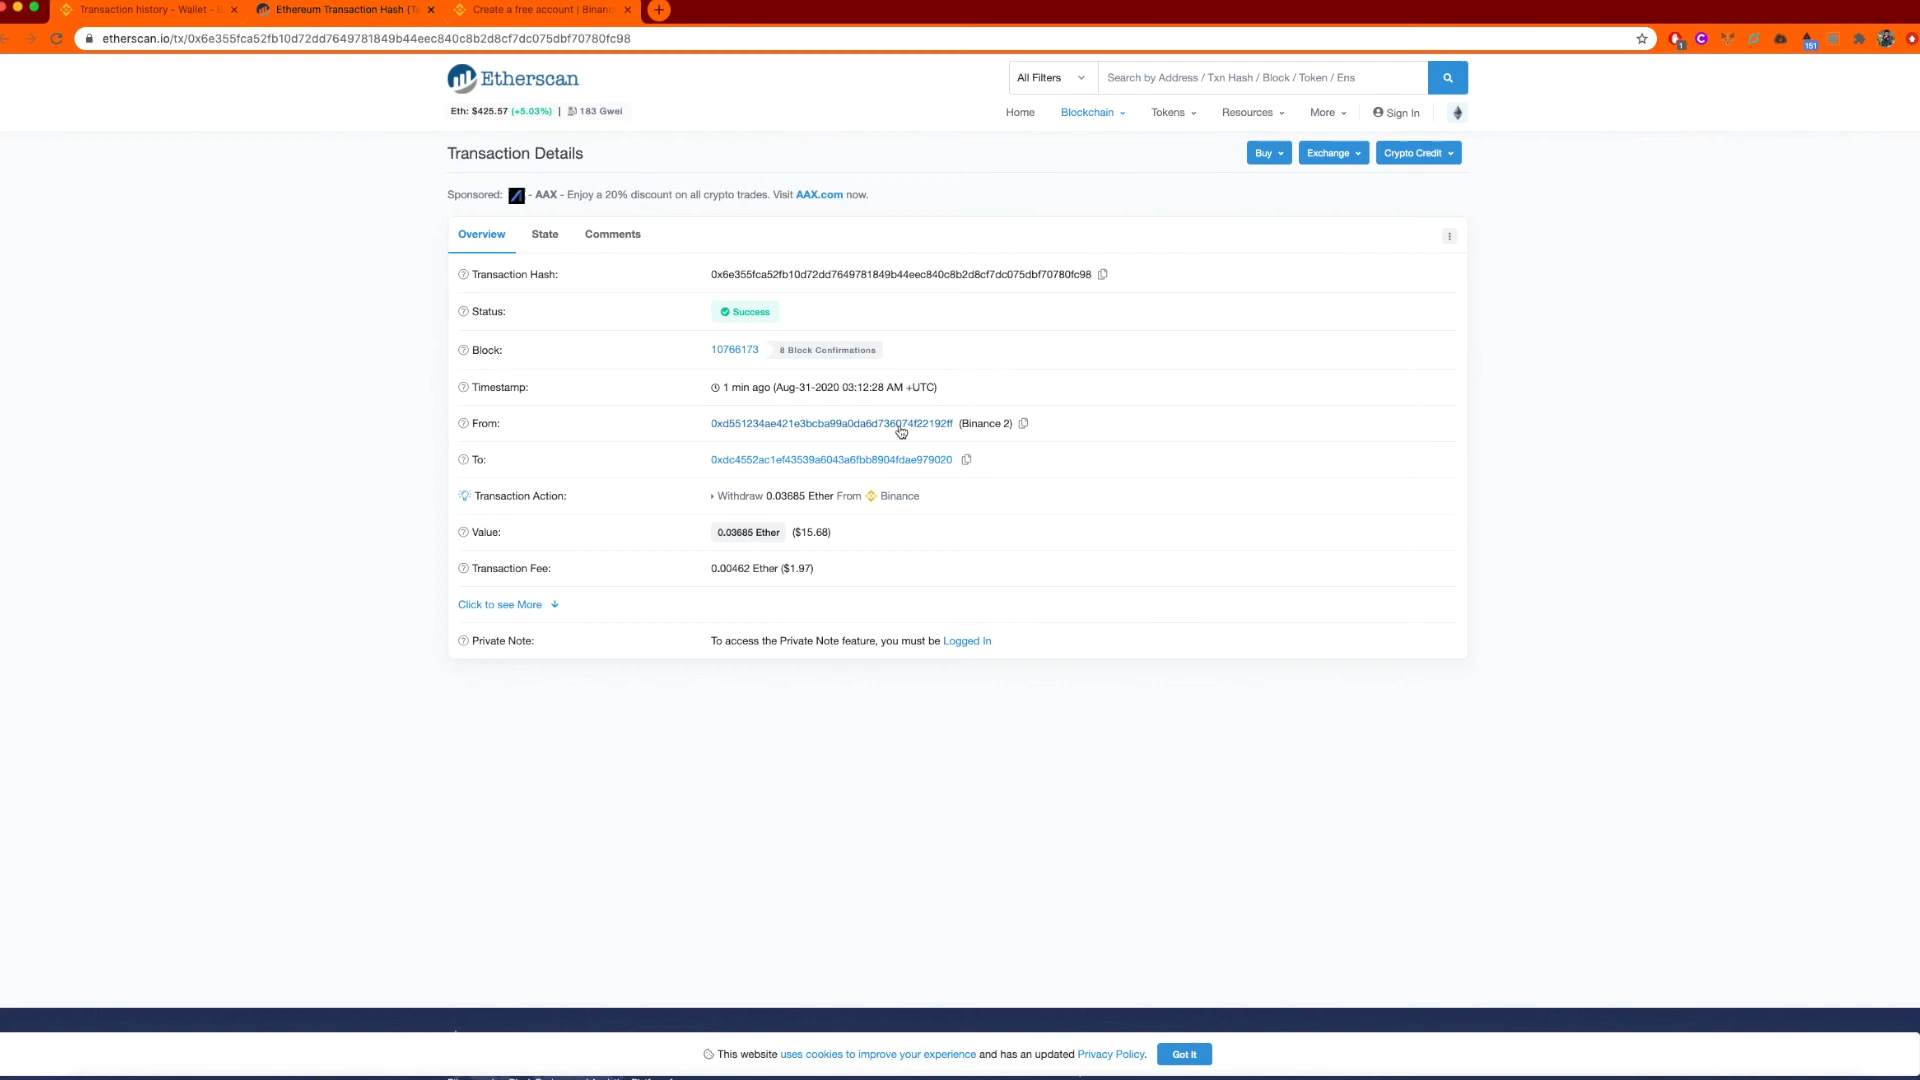 Transaction history - Wallet - B
Ethereum Transaction Hash (T
Create a free account | Binanc
etherscan.io/tx/0x6e355fca52fb10d72dd7649781849b44eec840c8b2d8cf7dc075dbf70780fc98
1
151
Etherscan
All Filters
Search by Address / Txn Hash / Block / Token / Ens
Eth: $425.57 (+5.03%) | 183 Gwei
Home Blockchain Tokens Resources More Sign In
Transaction Details
Buy Exchange Crypto Credit
Sponsored: - AAX - Enjoy a 20% discount on all crypto trades. Visit AAX.com now.
Overview State Comments
Transaction Hash: 0x6e355fca52fb10d72dd7649781849b44eec840c8b2d8cf7dc075dbf70780fc98
Status: Success
Block: 10766173 8 Block Confirmations
Timestamp: 1 min ago (Aug-31-2020 03:12:28 AM +UTC)
From: 0xd551234ae421e3bcba99a0da6d736074f22192ff (Binance 2)
To: 0xdc4552ac1ef43539a6043a6fbb8904fdae979020
Transaction Action: Withdraw 0.03685 Ether From Binance
Value: 0.03685 Ether ($15.68)
Transaction Fee: 0.00462 Ether ($1.97)
Click to see More
Private Note: To access the Private Note feature, you must be Logged In
This website uses cookies to improve your experience and has an updated Privacy Policy. Got It